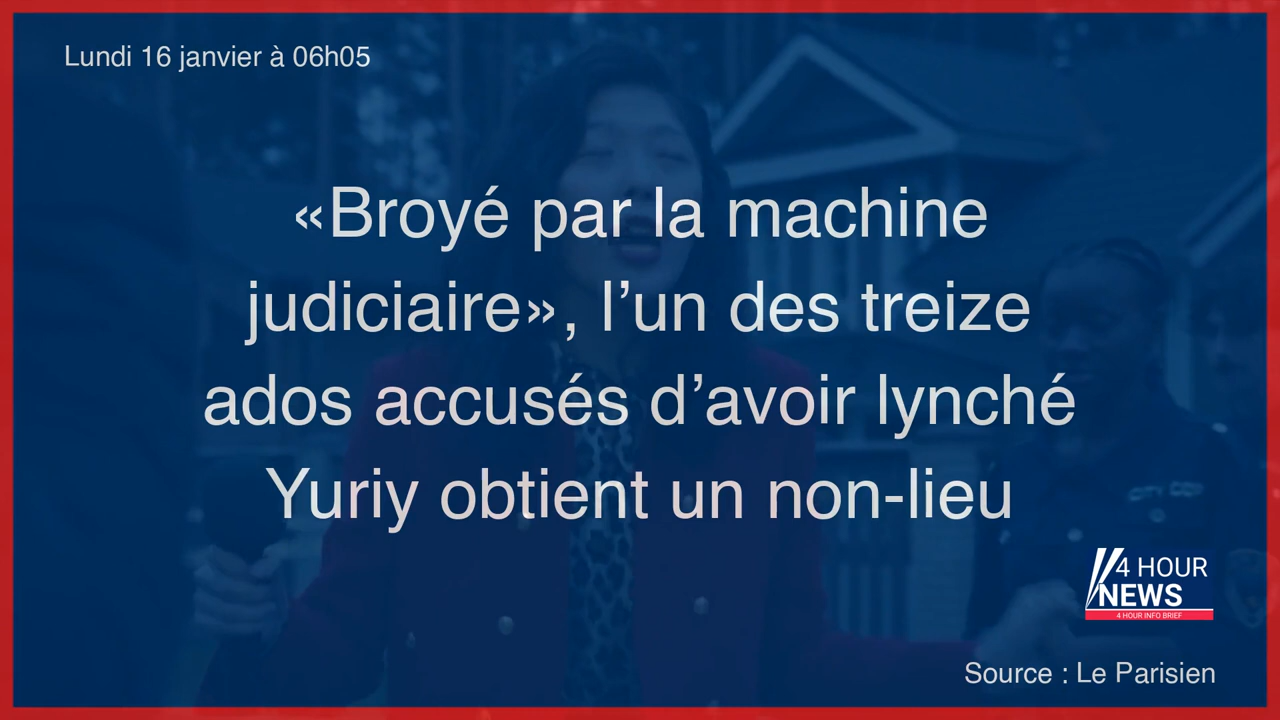 Lundi 16 janvier à 06h05
«Broyé par la machine
judiciaire», l’un des treize
ados accusés d’avoir lynché
Yuriy obtient un non-lieu
4 HOUR
NEWS
4 HOUR INFO BRIEF
Source : Le Parisien